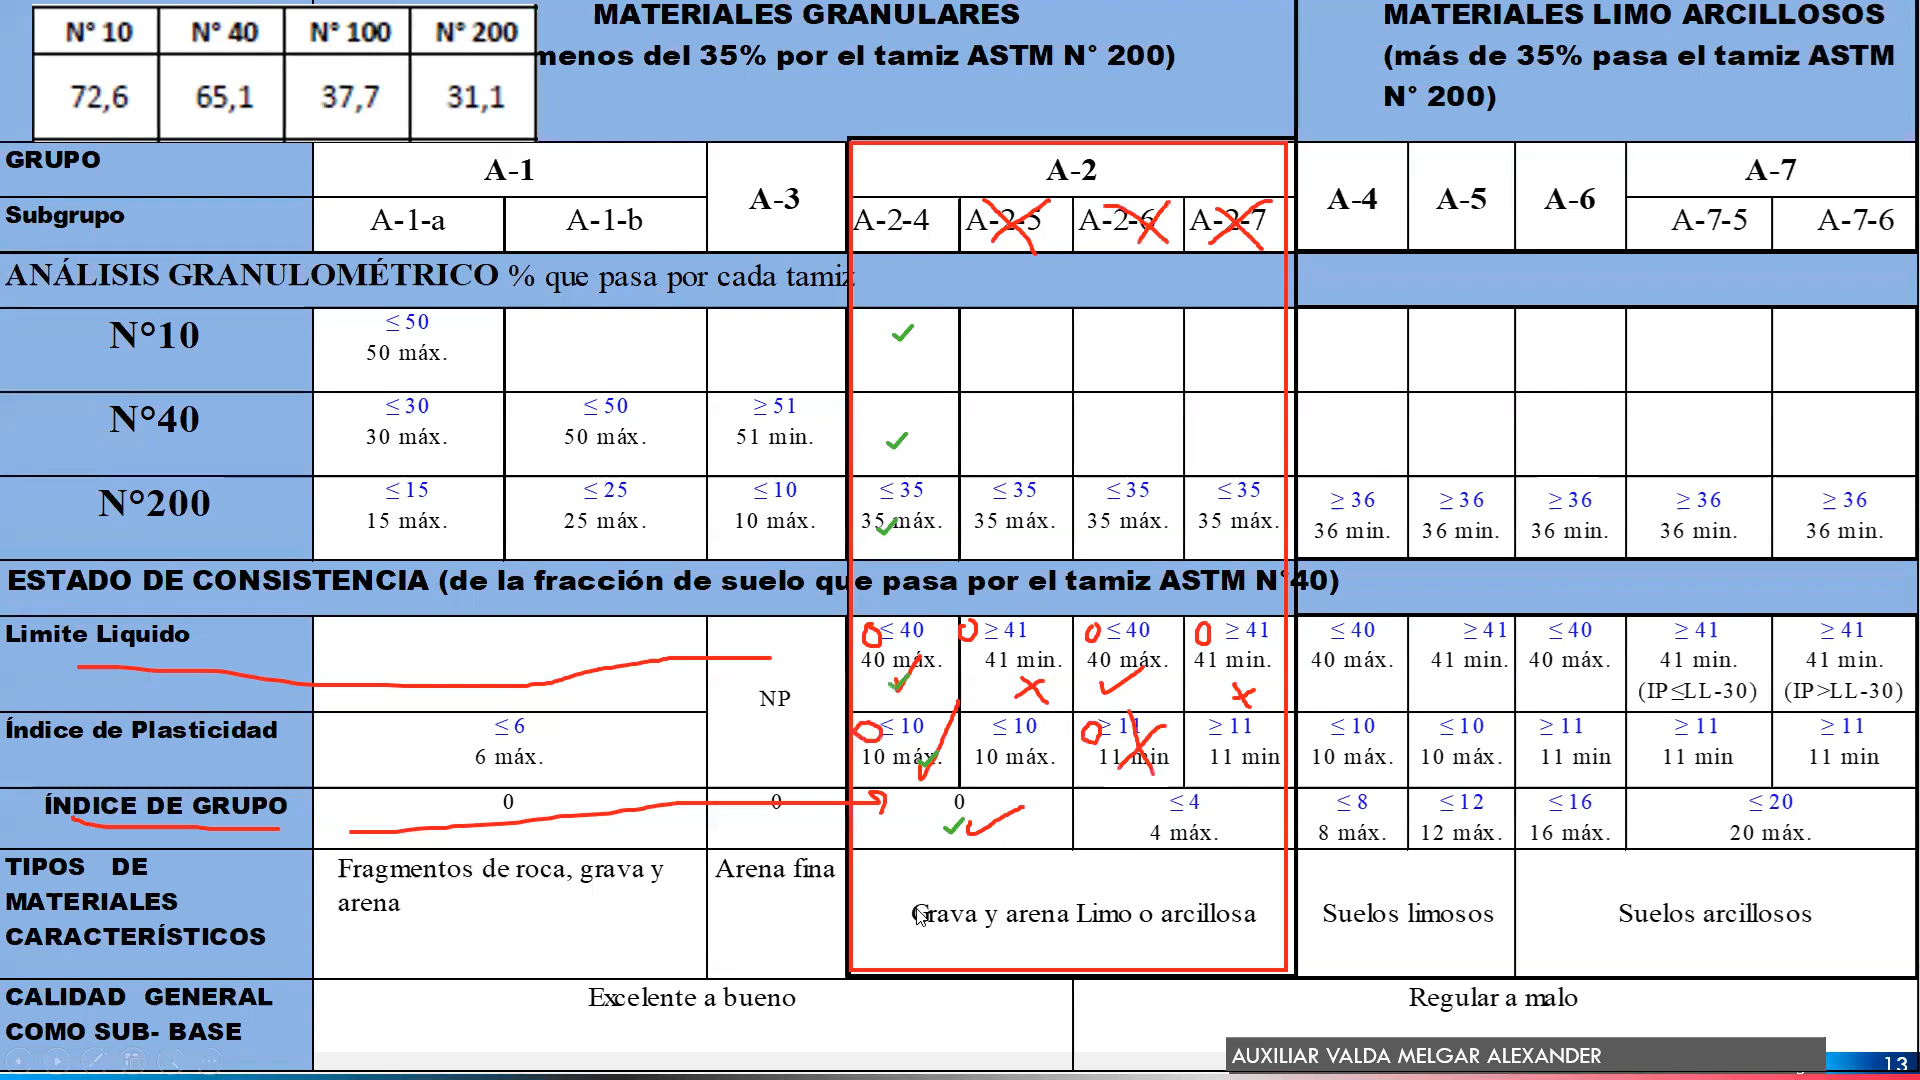 N° 10 N° 40 N° 100 N° 200
72,6 65,1 37,7 31,1
MATERIALES GRANULARES
menos del 35% por el tamiz ASTM N° 200)
MATERIALES LIMO ARCILLOSOS
(más de 35% pasa el tamiz ASTM
N° 200)
GRUPO A-1 A-3 A-2 A-4 A-5 A-6 A-7
Subgrupo A-1-a A-1-b A-2-4 A-2-5 A-2-6 A-2-7 A-7-5 A-7-6
ANÁLISIS GRANULOMÉTRICO % que pasa por cada tamiz
N°10 ≤ 50
50 máx.
N°40 ≤ 30 ≤ 50 ≥ 51
30 máx. 50 máx. 51 min.
N°200 ≤ 15 ≤ 25 ≤ 10 ≤ 35 ≤ 35 ≤ 35 ≤ 35 ≥ 36 ≥ 36 ≥ 36 ≥ 36 ≥ 36
15 máx. 25 máx. 10 máx. 35 máx. 35 máx. 35 máx. 35 máx. 36 min. 36 min. 36 min. 36 min. 36 min.
ESTADO DE CONSISTENCIA (de la fracción de suelo que pasa por el tamiz ASTM N°40)
Limite Liquido ≤ 40 ≥ 41 ≤ 40 ≥ 41 ≤ 40 ≥ 41 ≤ 40 ≥ 41 ≥ 41
40 máx. 41 min. 40 máx. 41 min. 40 máx. 41 min. 40 máx. 41 min. 41 min.
(IP≤LL-30) (IP>LL-30)
NP
Índice de Plasticidad ≤ 6 ≤ 10 ≤ 10 ≥ 11 ≥ 11 ≤ 10 ≤ 10 ≥ 11 ≥ 11 ≥ 11
6 máx. 10 máx. 10 máx. 11 min 11 min 10 máx. 10 máx. 11 min 11 min 11 min
ÍNDICE DE GRUPO 0 0 0 ≤ 4 ≤ 8 ≤ 12 ≤ 16 ≤ 20
4 máx. 8 máx. 12 máx. 16 máx. 20 máx.
TIPOS DE
MATERIALES
CARACTERÍSTICOS
Fragmentos de roca, grava y
arena
Arena fina
Grava y arena Limo o arcillosa
Suelos limosos
Suelos arcillosos
CALIDAD GENERAL
COMO SUB- BASE
Excelente a bueno
Regular a malo
AUXILIAR VALDA MELGAR ALEXANDER
13